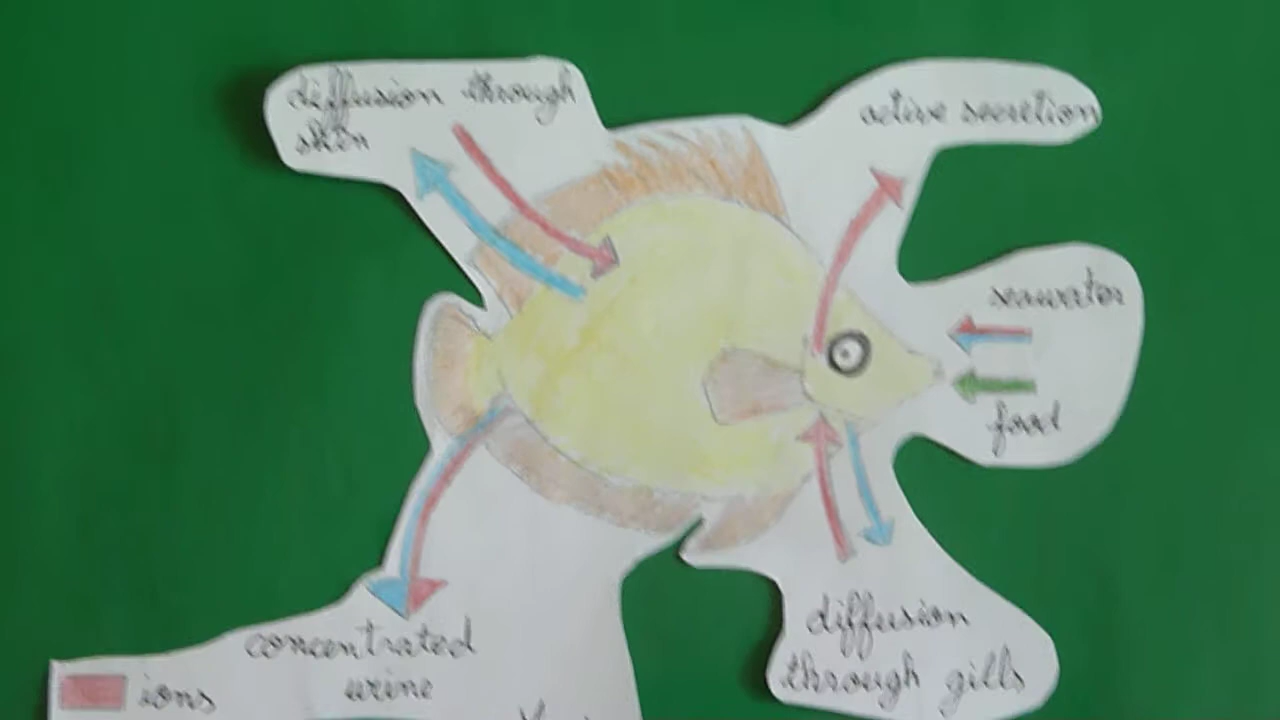 diffusion through
skin
active secretion
seawater
food
diffusion
through gills
concentrated
urine
ions